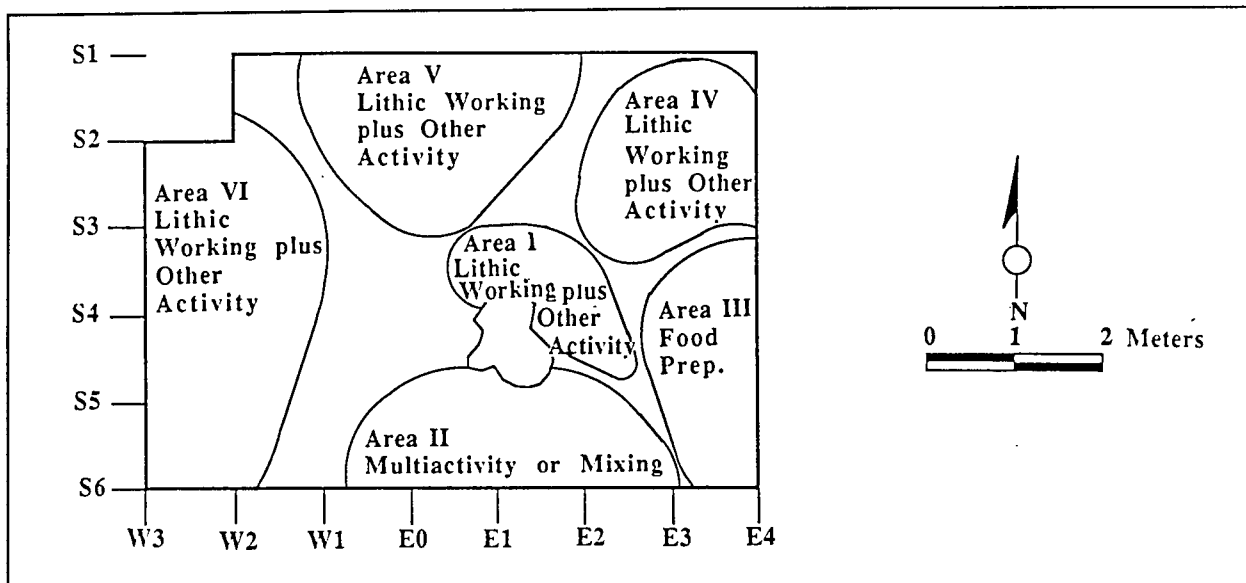 S1
S2
S3
S4
S5
S6
W3 W2 W1 E0 E1 E2 E3 E4
Area V
Lithic Working
plus Other
Activity
Area IV
Lithic
Working
plus Other
Activity
Area VI
Lithic
Working plus
Other
Activity
Area I
Lithic
Working plus
Other
Activity
Area III
Food
Prep.
Area II
Multiactivity or Mixing
N
0 1 2 Meters